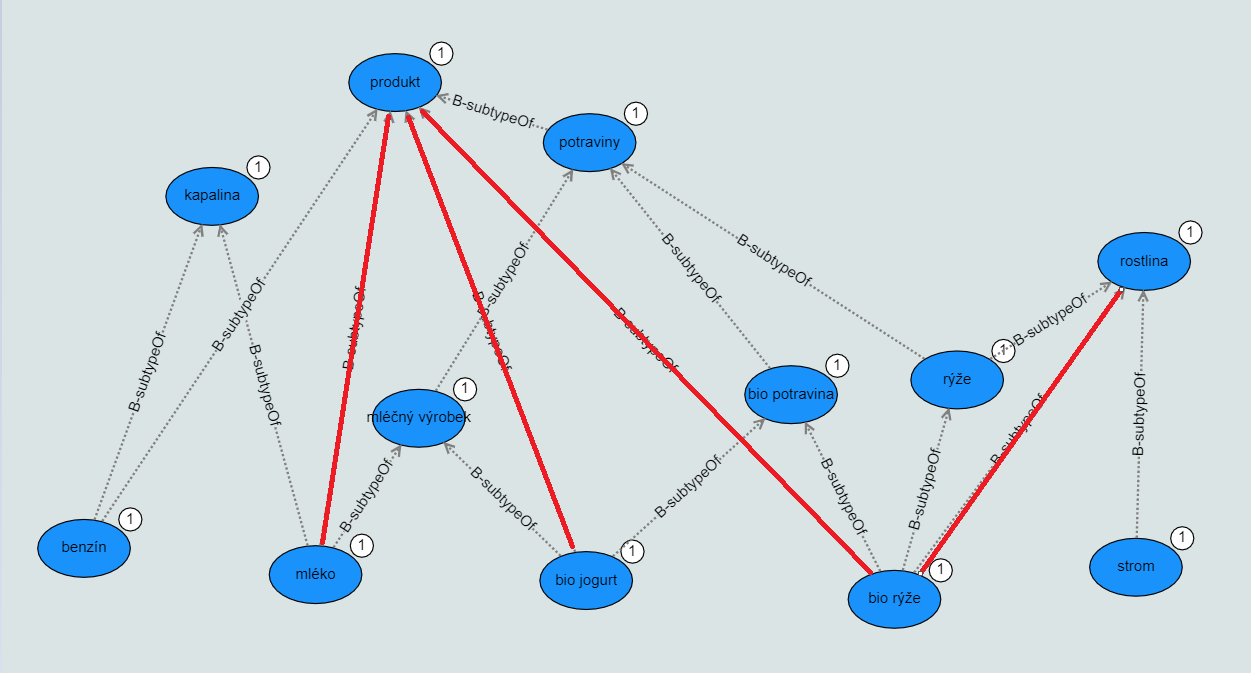 1
produkt
B-subtypeOf
1
potraviny
1
kapalina
1
rostlina
B-subtypeOf
B-subtypeOf
B-subtypeOf
B-subtypeOf
B-subtypeOf
B-subtypeOf
B-subtypeOf
B-subtypeOf
B-subtypeOf
1
rýže
1
bio potravina
1
mléčný výrobek
B-subtypeOf
B-subtypeOf
B-subtypeOf
B-subtypeOf
B-subtypeOf
B-subtypeOf
B-subtypeOf
B-subtypeOf
B-subtypeOf
1
benzín
1
mléko
1
bio jogurt
1
bio rýže
1
strom